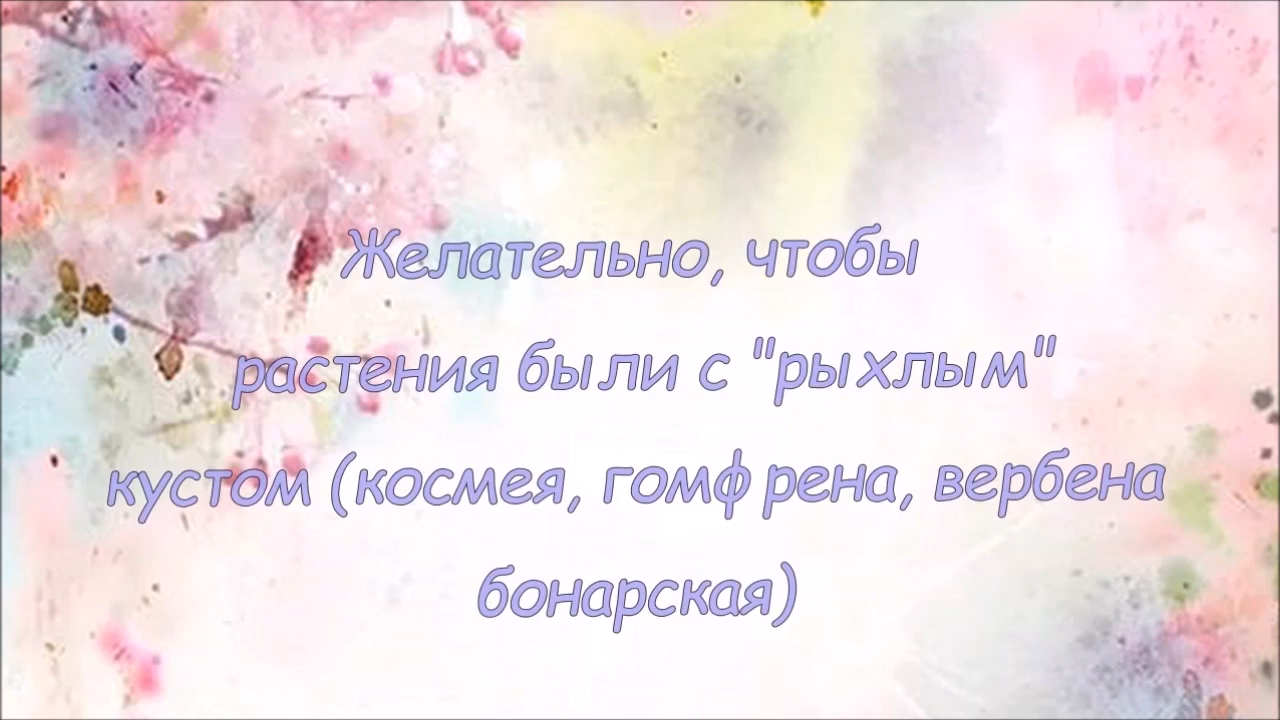 Желательно, чтобы
растения были с "рыхлым"
кустом (космея, гомфрена, вербена
бонарская)